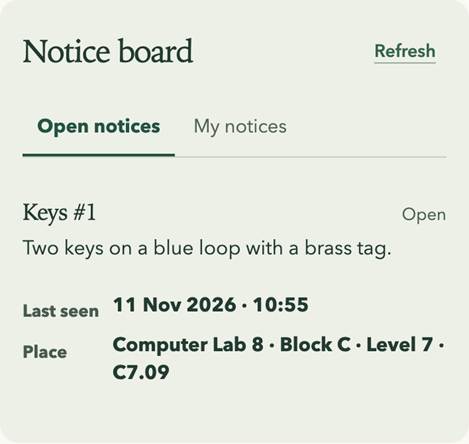 Notice board
Refresh
Open notices
My notices
Keys #1
Open
Two keys on a blue loop with a brass tag.
Last seen
11 Nov 2026 · 10:55
Place
Computer Lab 8 · Block C · Level 7 ·
C7.09